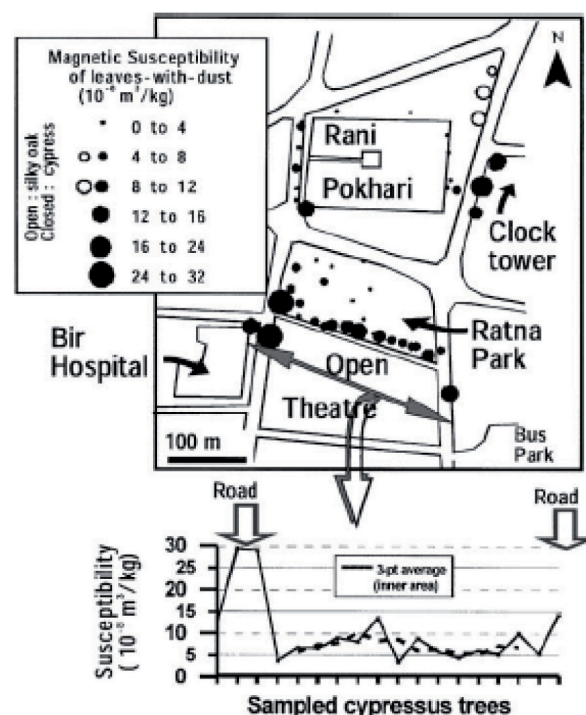 Magnetic Susceptibility
of leaves-with-dust
(10⁻⁸ m³/kg)
Open : silky oak
Closed : cypress
0 to 4
4 to 8
8 to 12
12 to 16
16 to 24
24 to 32
N
Rani
Pokhari
Clock
tower
Ratna
Park
Bir
Hospital
Open
Theatre
Bus
Park
100 m
Road
Road
Susceptibility
(10⁻⁸ m³/kg)
30
25
20
15
10
5
0
3-pt average
(inner area)
Sampled cypressus trees